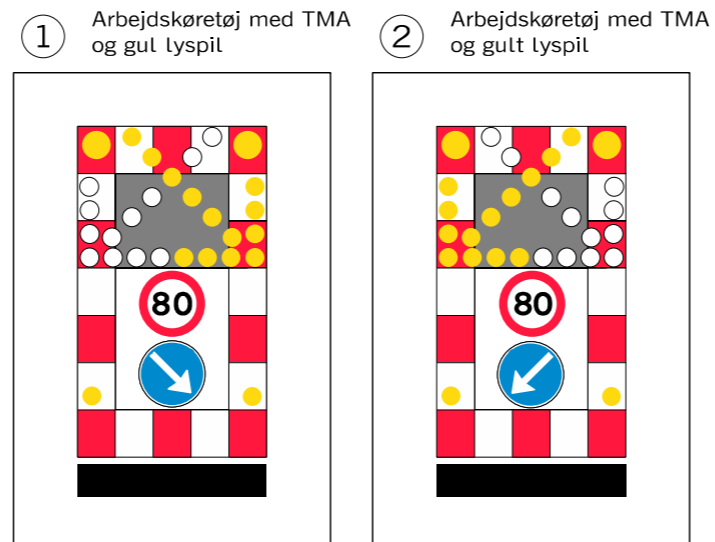 1
Arbejdskøretøj med TMA
og gul lyspil
2
Arbejdskøretøj med TMA
og gult lyspil
80
80